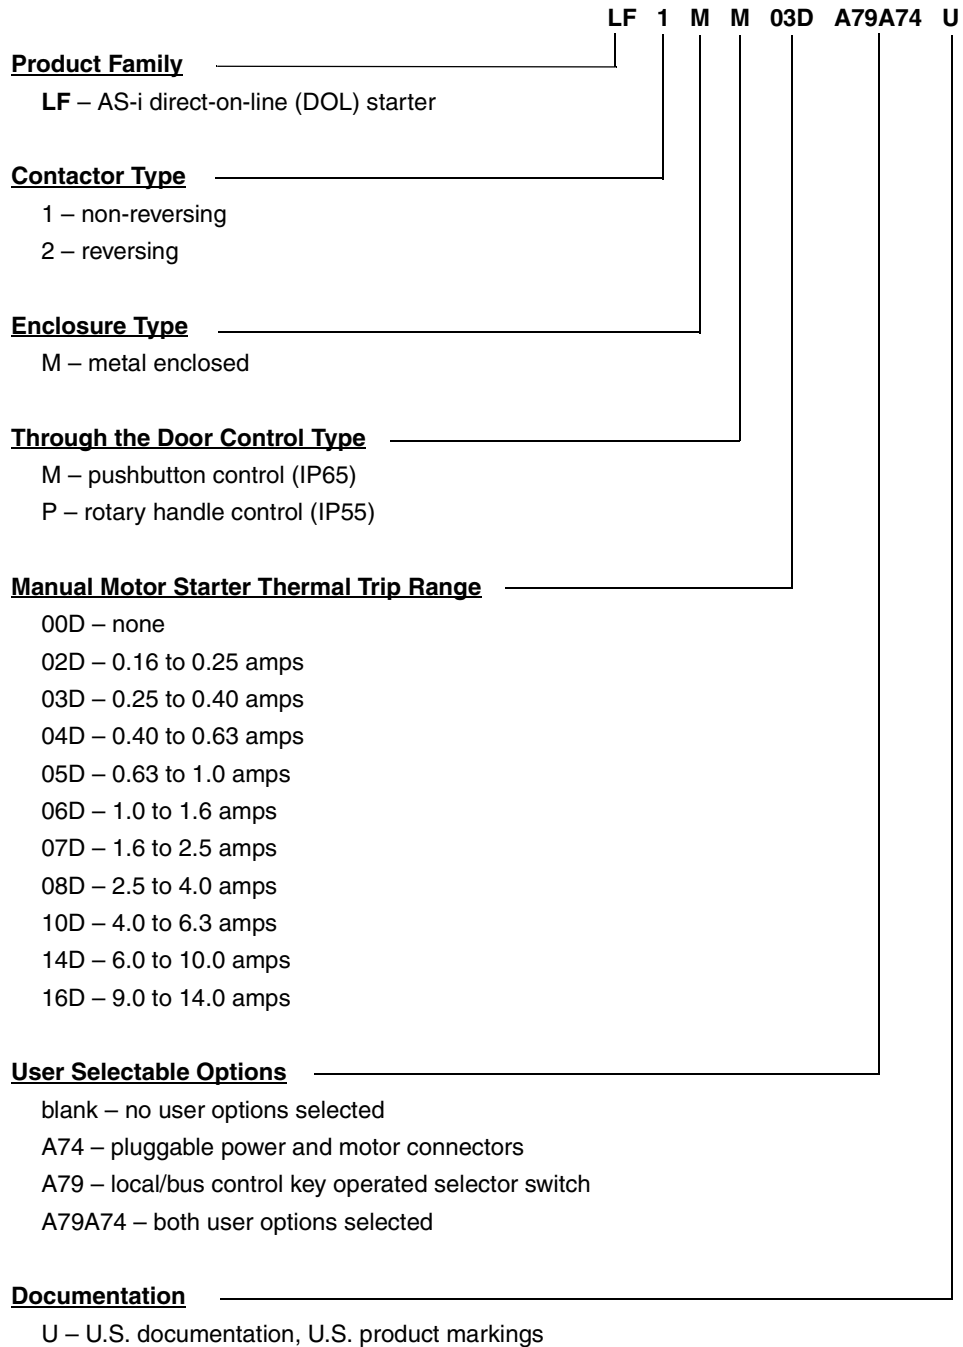 LF 1 M M 03D A79A74 U
Product Family
LF – AS-i direct-on-line (DOL) starter
Contactor Type
1 – non-reversing
2 – reversing
Enclosure Type
M – metal enclosed
Through the Door Control Type
M – pushbutton control (IP65)
P – rotary handle control (IP55)
Manual Motor Starter Thermal Trip Range
00D – none
02D – 0.16 to 0.25 amps
03D – 0.25 to 0.40 amps
04D – 0.40 to 0.63 amps
05D – 0.63 to 1.0 amps
06D – 1.0 to 1.6 amps
07D – 1.6 to 2.5 amps
08D – 2.5 to 4.0 amps
10D – 4.0 to 6.3 amps
14D – 6.0 to 10.0 amps
16D – 9.0 to 14.0 amps
User Selectable Options
blank – no user options selected
A74 – pluggable power and motor connectors
A79 – local/bus control key operated selector switch
A79A74 – both user options selected
Documentation
U – U.S. documentation, U.S. product markings